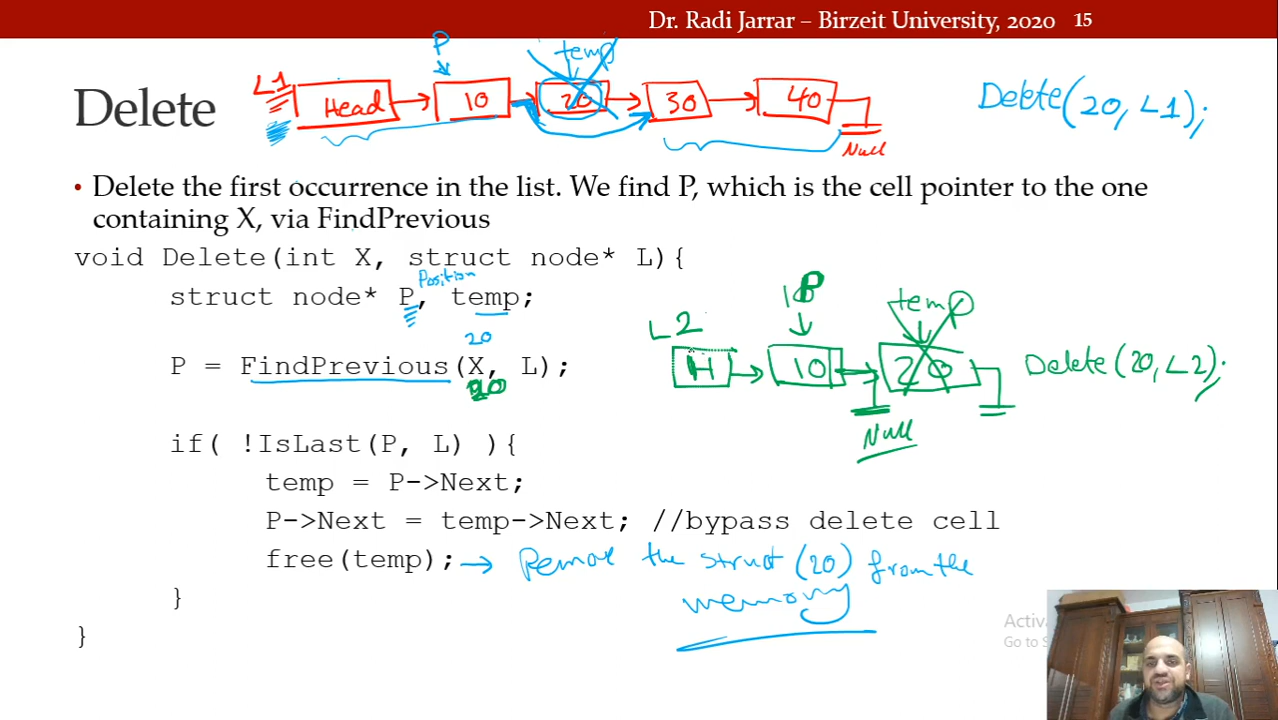 Dr. Radi Jarrar – Birzeit University, 2020 15
P
temp
L1
Head 10 20 30 40
Null
Delete(20, L1);
Delete
• Delete the first occurrence in the list. We find P, which is the cell pointer to the one
containing X, via FindPrevious
void Delete(int X, struct node* L){
Position
struct node* P, temp;
20
P = FindPrevious(X, L);
20
P
temp
L2
H 10 20
Delete(20, L2);
Null
if( !IsLast(P, L) ){
temp = P->Next;
P->Next = temp->Next; //bypass delete cell
free(temp); → Remove the struct (20) from the
memory
}
}
Activa
Go to S